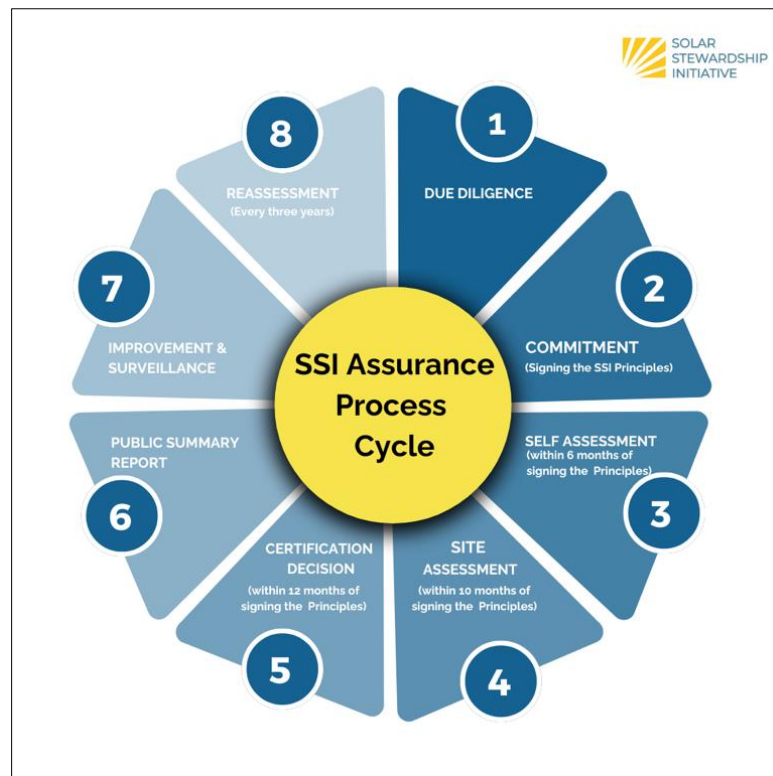 SOLAR
STEWARDSHIP
INITIATIVE
SSI Assurance
Process
Cycle
1
DUE DILIGENCE
2
COMMITMENT
(Signing the SSI Principles)
SELF ASSESSMENT
(within 6 months of
signing the Principles)
3
SITE
ASSESSMENT
(within 10 months of
signing the Principles)
4
CERTIFICATION
DECISION
(within 12 months of
signing the Principles)
5
PUBLIC SUMMARY
REPORT
6
7
IMPROVEMENT &
SURVEILLANCE
8
REASSESSMENT
(Every three years)